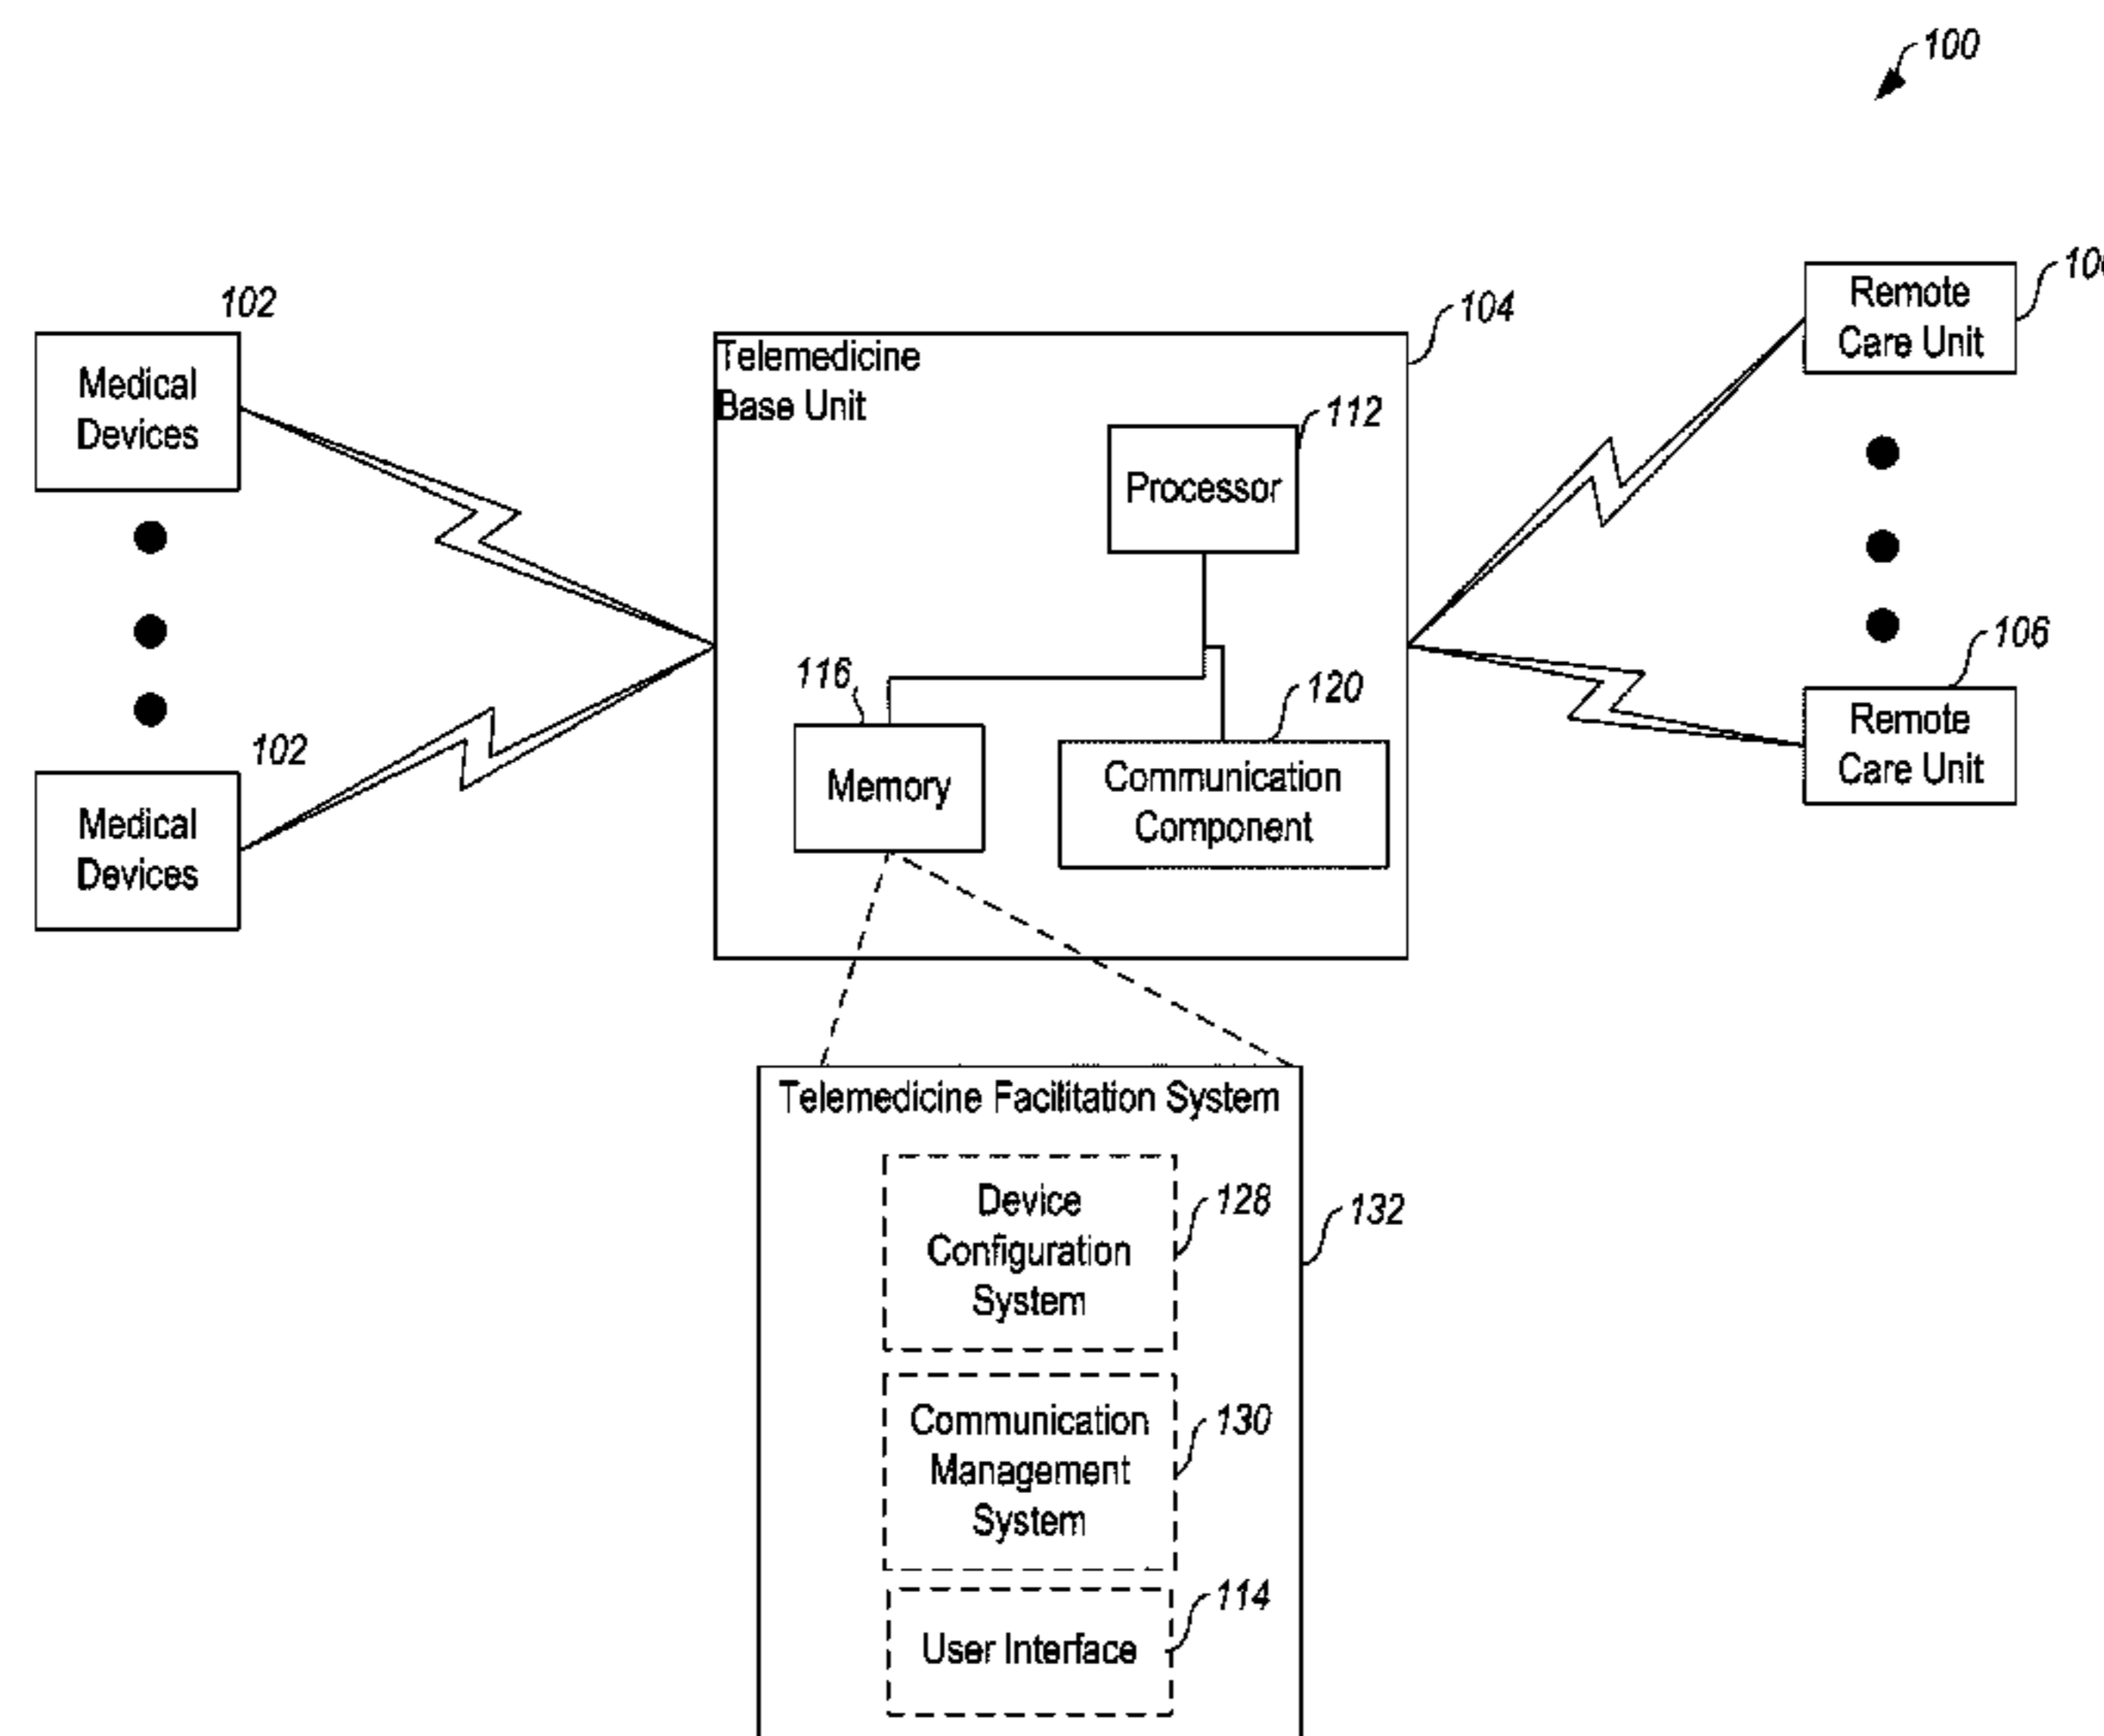 100
102
Medical
Devices
102
Medical
Devices
104
Telemedicine
Base Unit
112
Processor
116
Memory
120
Communication
Component
Remote
Care Unit
106
Remote
Care Unit
Telemedicine Facilitation System
132
Device
Configuration
System
128
Communication
Management
System
130
User Interface
114